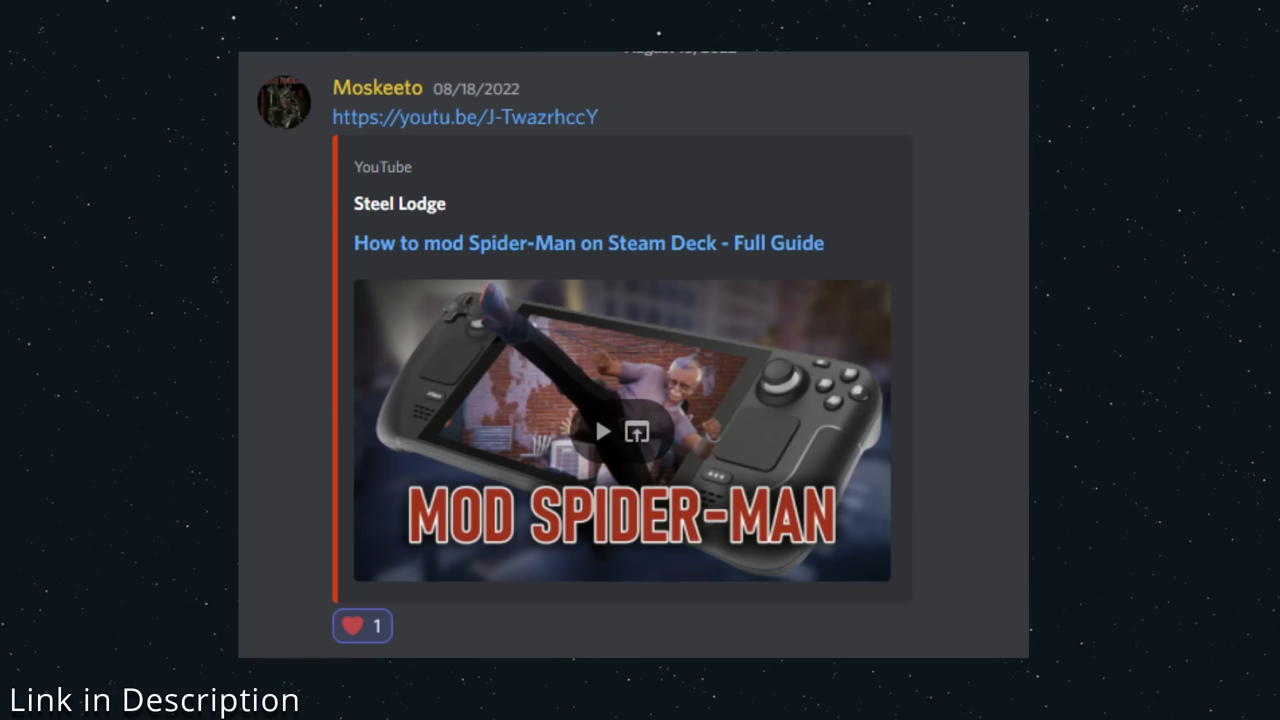 Moskeeto 08/18/2022
https://youtu.be/J-TwazrhccY
YouTube
Steel Lodge
How to mod Spider-Man on Steam Deck - Full Guide
MOD SPIDER-MAN
1
Link in Description